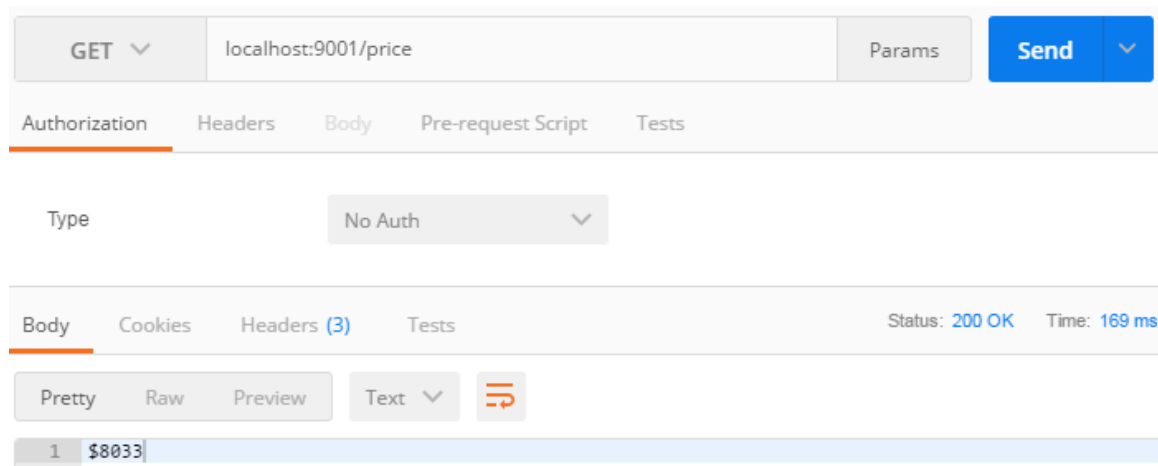 GET localhost:9001/price Params Send
Authorization Headers Body Pre-request Script Tests
Type No Auth
Body Cookies Headers (3) Tests Status: 200 OK Time: 169 ms
Pretty Raw Preview Text
1 $8033